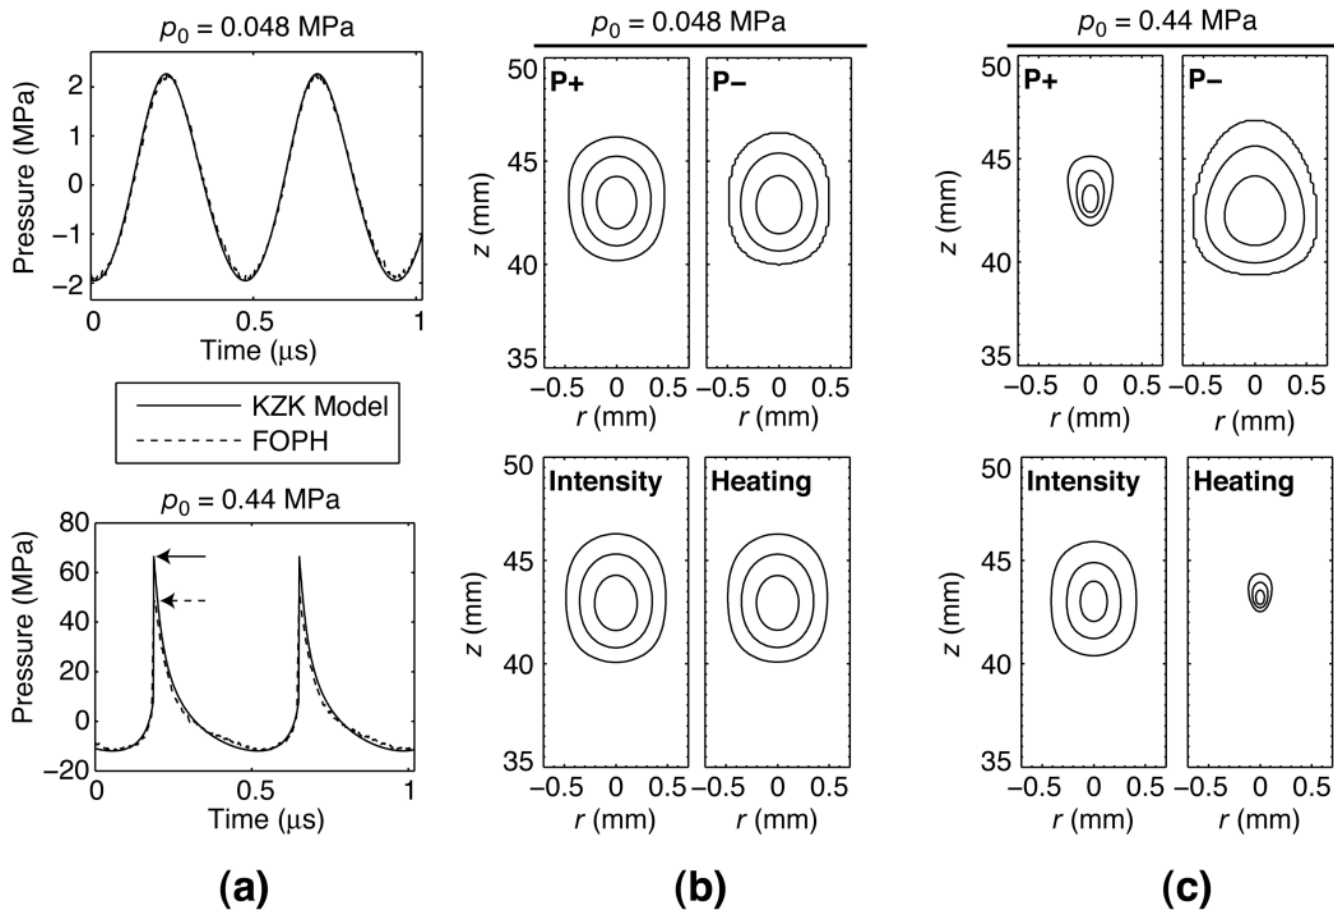 p₀ = 0.048 MPa
2
1
0
−1
−2
Pressure (MPa)
0 0.5 1
Time (μs)
KZK Model
FOPH
p₀ = 0.44 MPa
80
60
40
20
0
−20
Pressure (MPa)
0 0.5 1
Time (μs)
(a)
p₀ = 0.048 MPa
P+ P−
50
45
40
35
z (mm)
−0.5 0 0.5 −0.5 0 0.5
r (mm) r (mm)
Intensity Heating
50
45
40
35
z (mm)
−0.5 0 0.5 −0.5 0 0.5
r (mm) r (mm)
(b)
p₀ = 0.44 MPa
P+ P−
50
45
40
35
z (mm)
−0.5 0 0.5 −0.5 0 0.5
r (mm) r (mm)
Intensity Heating
50
45
40
35
z (mm)
−0.5 0 0.5 −0.5 0 0.5
r (mm) r (mm)
(c)